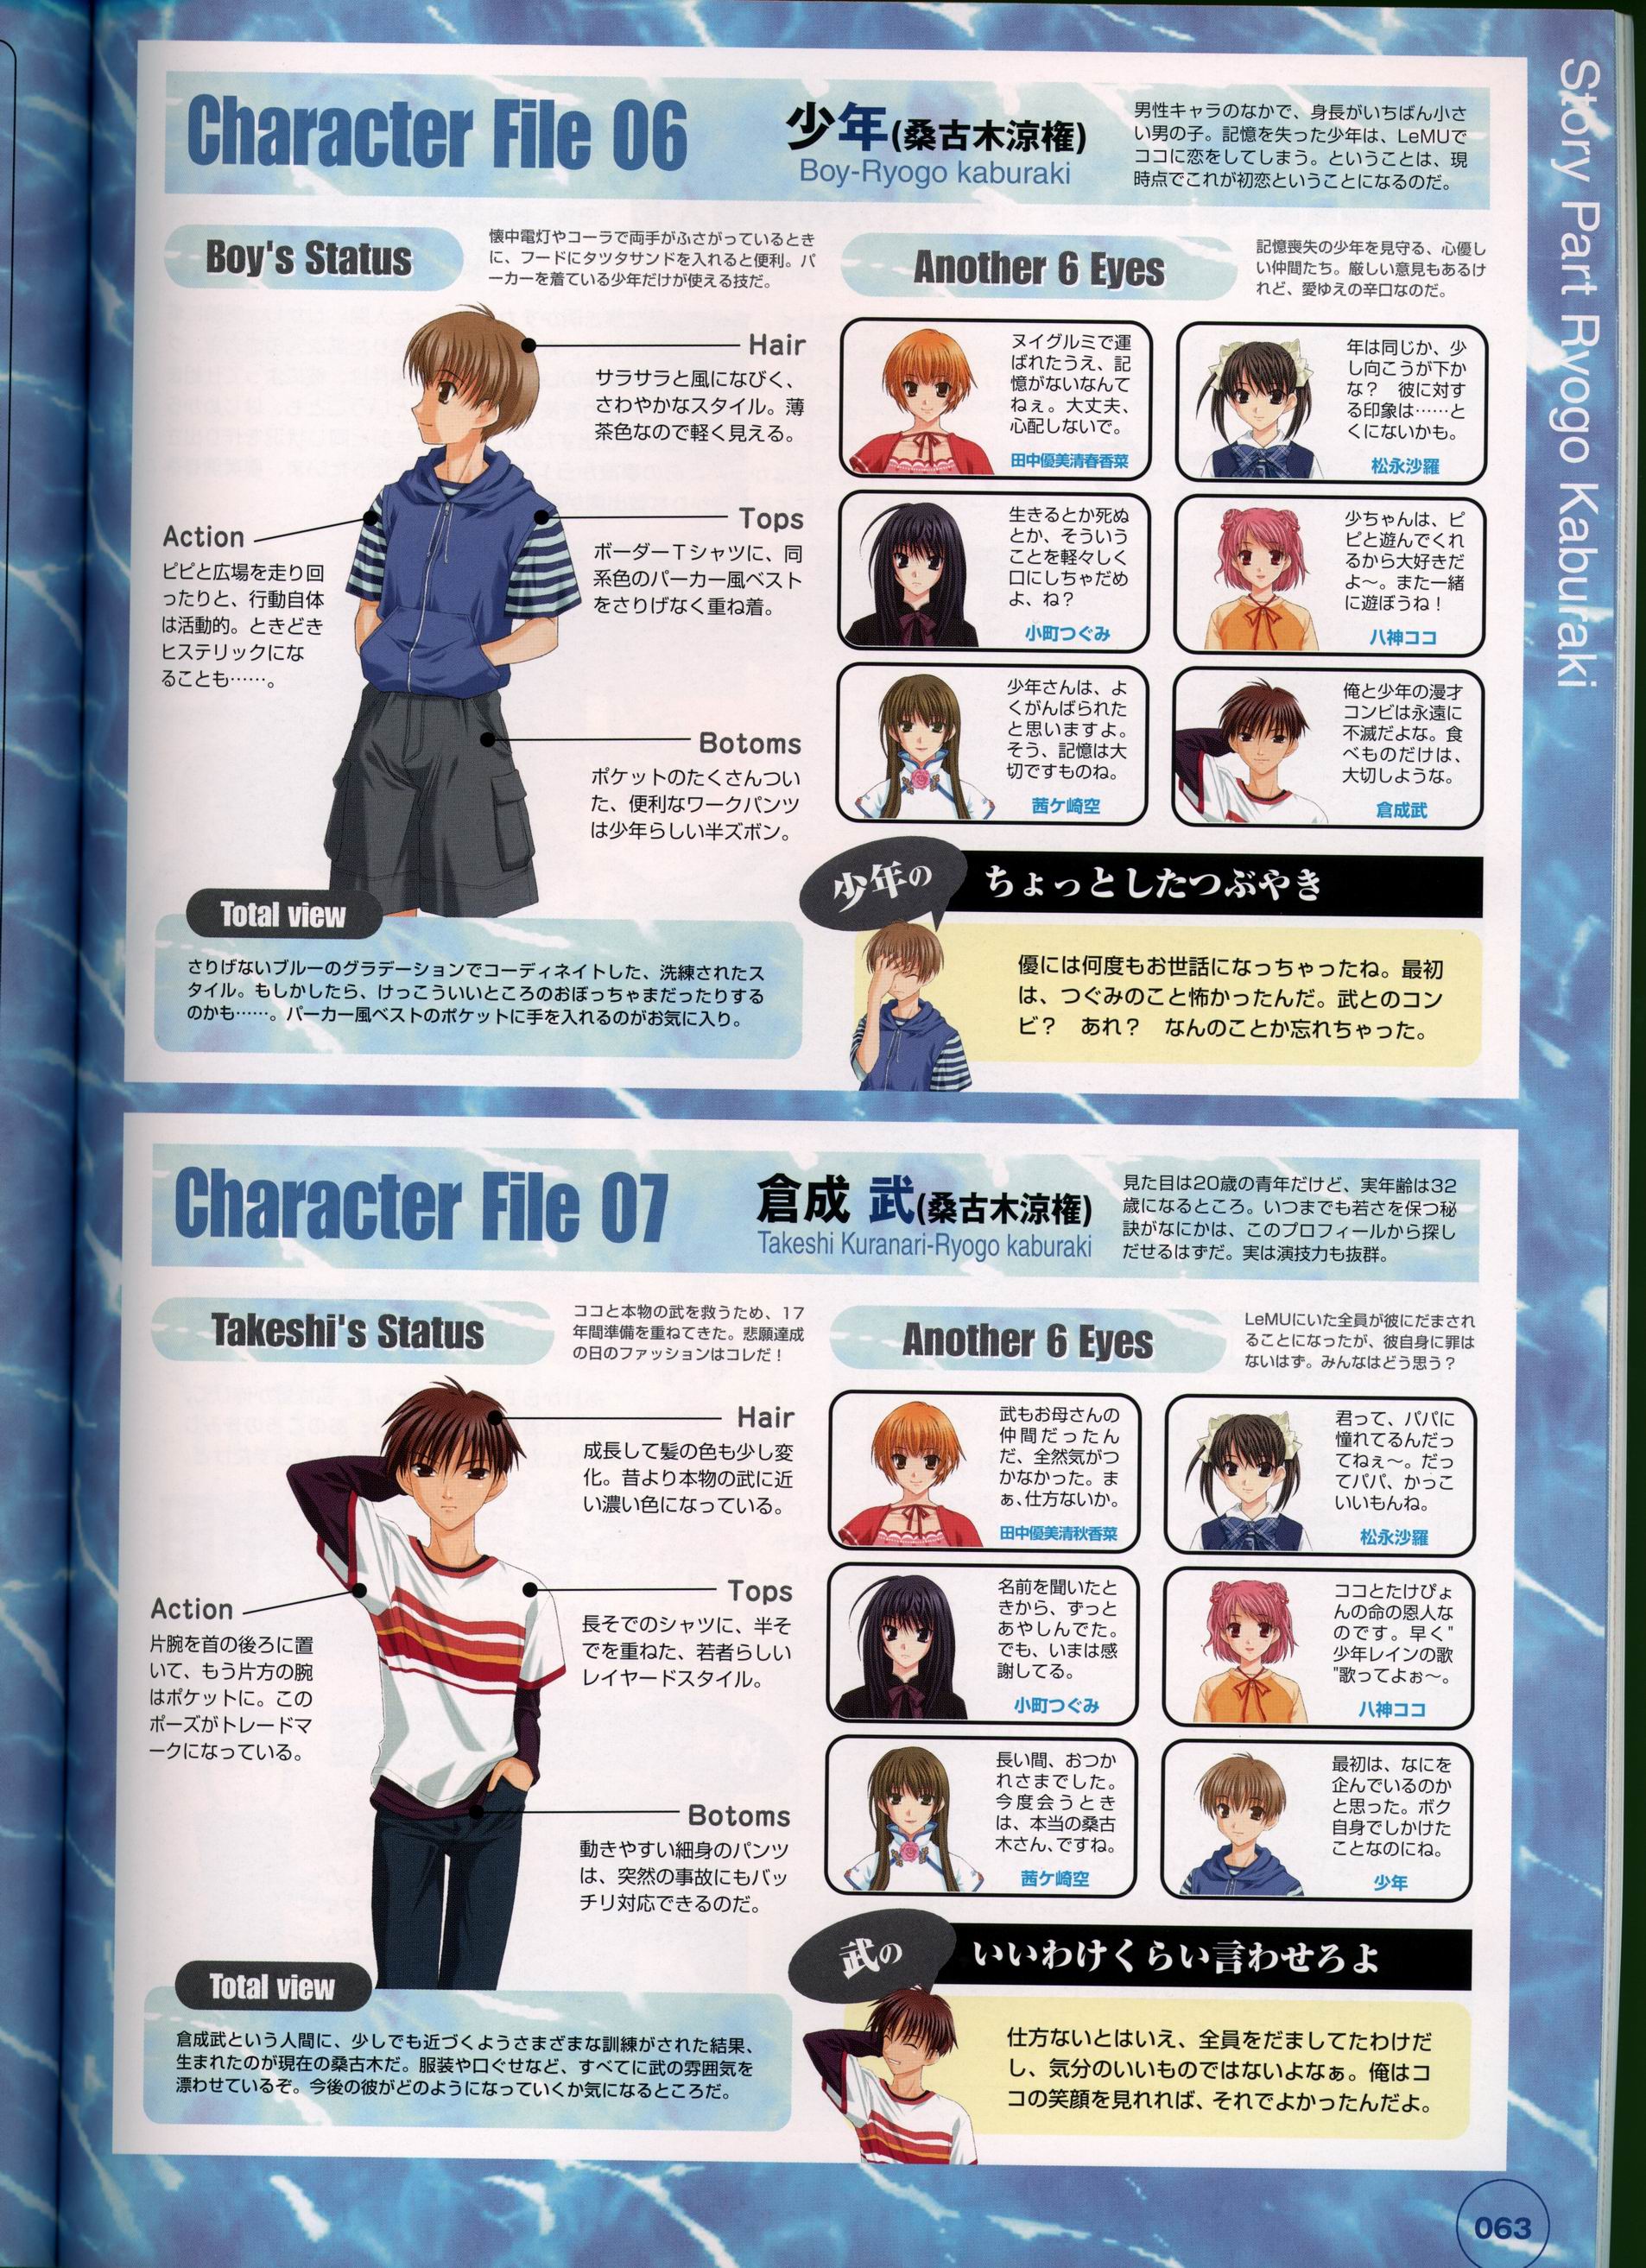 Story Part Ryogo Kaburaki
Character File 06
少年(桑古木涼権)
Boy-Ryogo kaburaki
男性キャラのなかで、身長がいちばん小さ
い男の子。記憶を失った少年は、LeMUで
ココに恋をしてしまう。ということは、現
時点でこれが初恋ということになるのだ。
Boy's Status
懐中電灯やコーラで両手がふさがっているとき
に、フードにタツタサンドを入れると便利。パ
ーカーを着ている少年だけが使える技だ。
Hair
サラサラと風になびく、
さわやかなスタイル。薄
茶色なので軽く見える。
Action
ピピと広場を走り回
ったりと、行動自体
は活動的。ときどき
ヒステリックにな
ることも……。
Tops
ボーダーTシャツに、同
系色のパーカー風ベスト
をさりげなく重ね着。
Botoms
ポケットのたくさんつい
た、便利なワークパンツ
は少年らしい半ズボン。
Total view
さりげないブルーのグラデーションでコーディネイトした、洗練されたス
タイル。もしかしたら、けっこういいところのおぼっちゃまだったりする
のかも……。パーカー風ベストのポケットに手を入れるのがお気に入り。
Another 6 Eyes
記憶喪失の少年を見守る、心優し
い仲間たち。厳しい意見もあるけ
れど、愛ゆえの辛口なのだ。
ヌイグルミで運
ばれたうえ、記
憶がないなんて
ねぇ。大丈夫、
心配しないで。
田中優美清春香菜
年は同じか、少
し向こうが下か
な？　彼に対す
る印象は……と
くにないかも。
松永沙羅
生きるとか死ぬ
とか、そういう
ことを軽々しく
口にしちゃだめ
よ、ね？
小町つぐみ
少ちゃんは、ピ
ピと遊んでくれ
るから大好きだ
よ〜。また一緒
に遊ぼうね！
八神ココ
少年さんは、よ
くがんばられた
と思いますよ。
そう、記憶は大
切ですものね。
茜ケ崎空
俺と少年の漫才
コンビは永遠に
不滅だよな。食
べものだけは、
大切しような。
倉成武
少年の
ちょっとしたつぶやき
優には何度もお世話になっちゃったね。最初
は、つぐみのこと怖かったんだ。武とのコン
ビ？　あれ？　なんのことか忘れちゃった。
Character File 07
倉成 武(桑古木涼権)
Takeshi Kuranari-Ryogo kaburaki
見た目は20歳の青年だけど、実年齢は32
歳になるところ。いつまでも若さを保つ秘
訣がなにかは、このプロフィールから探し
だせるはずだ。実は演技力も抜群。
Takeshi's Status
ココと本物の武を救うため、17
年間準備を重ねてきた。悲願達成
の日のファッションはコレだ！
Hair
成長して髪の色も少し変
化。昔より本物の武に近
い濃い色になっている。
Action
片腕を首の後ろに置
いて、もう片方の腕
はポケットに。この
ポーズがトレードマ
ークになっている。
Tops
長そでのシャツに、半そ
でを重ねた、若者らしい
レイヤードスタイル。
Botoms
動きやすい細身のパンツ
は、突然の事故にもバッ
チリ対応できるのだ。
Total view
倉成武という人間に、少しでも近づくようさまざまな訓練がされた結果、
生まれたのが現在の桑古木だ。服装や口ぐせなど、すべてに武の雰囲気を
漂わせているぞ。今後の彼がどのようになっていくか気になるところだ。
Another 6 Eyes
LeMUにいた全員が彼にだまされ
ることになったが、彼自身に罪は
ないはず。みんなはどう思う？
武もお母さんの
仲間だったん
だ、全然気がつ
かなかった。ま
ぁ、仕方ないか。
田中優美清秋香菜
君って、パパに
憧れてるんだっ
てねぇ〜。だっ
てパパ、かっこ
いいもんね。
松永沙羅
名前を聞いたと
きから、ずっと
あやしんでた。
でも、いまは感
謝してる。
小町つぐみ
ココとたけぴょ
んの命の恩人な
のです。早く"
少年レインの歌
"歌ってよぉ〜。
八神ココ
長い間、おつか
れさまでした。
今度会うとき
は、本当の桑古
木さん、ですね。
茜ケ崎空
最初は、なにを
企んでいるのか
と思った。ボク
自身でしかけた
ことなのにね。
少年
武の
いいわけくらい言わせろよ
仕方ないとはいえ、全員をだましてたわけだ
し、気分のいいものではないよなぁ。俺はコ
コの笑顔を見れれば、それでよかったんだよ。
063